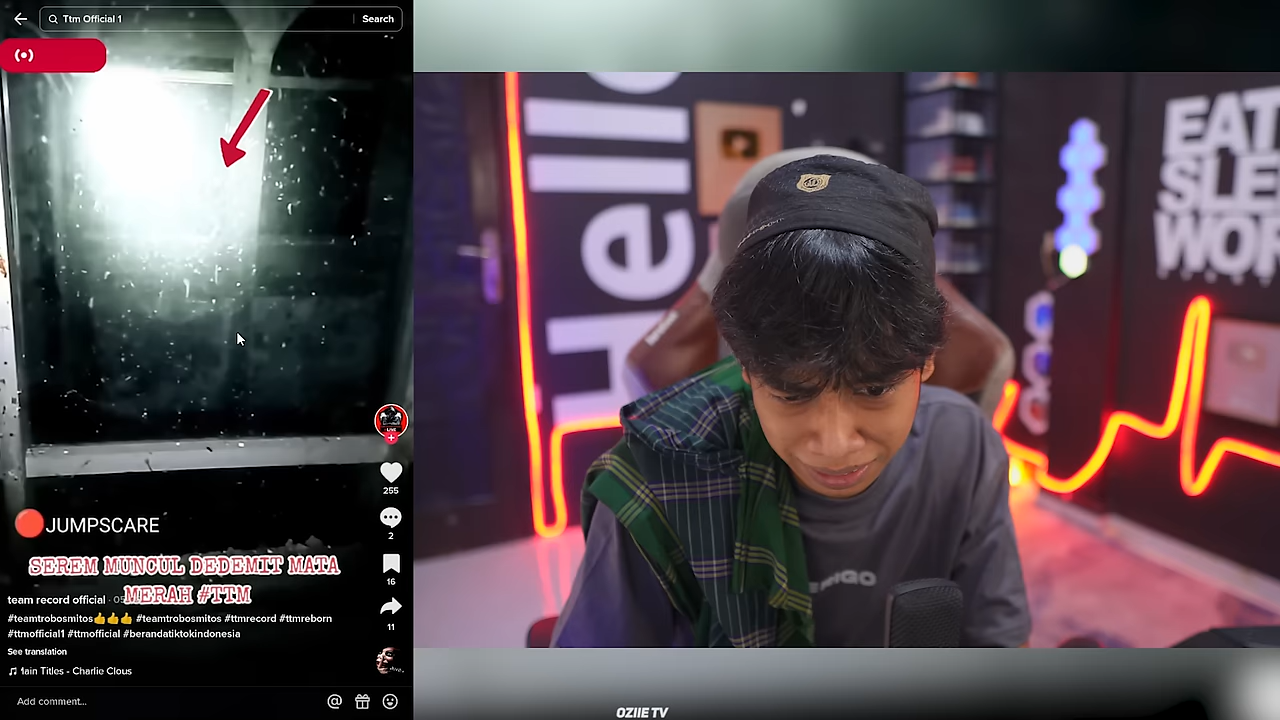 Ttm Official 1
Search
🔴JUMPSCARE
SEREM MUNCUL DEDEMIT MATA
MERAH #TTM
255
2
16
11
team record official · 05
#teamtrobosmitos👍👍👍 #teamtrobosmitos #ttmrecord #ttmreborn
#ttmofficial1 #ttmofficial #berandatiktokindonesia
See translation
Main Titles - Charlie Clous
Add comment...
Hello
EAT
SLE
WOR
OZIIE TV